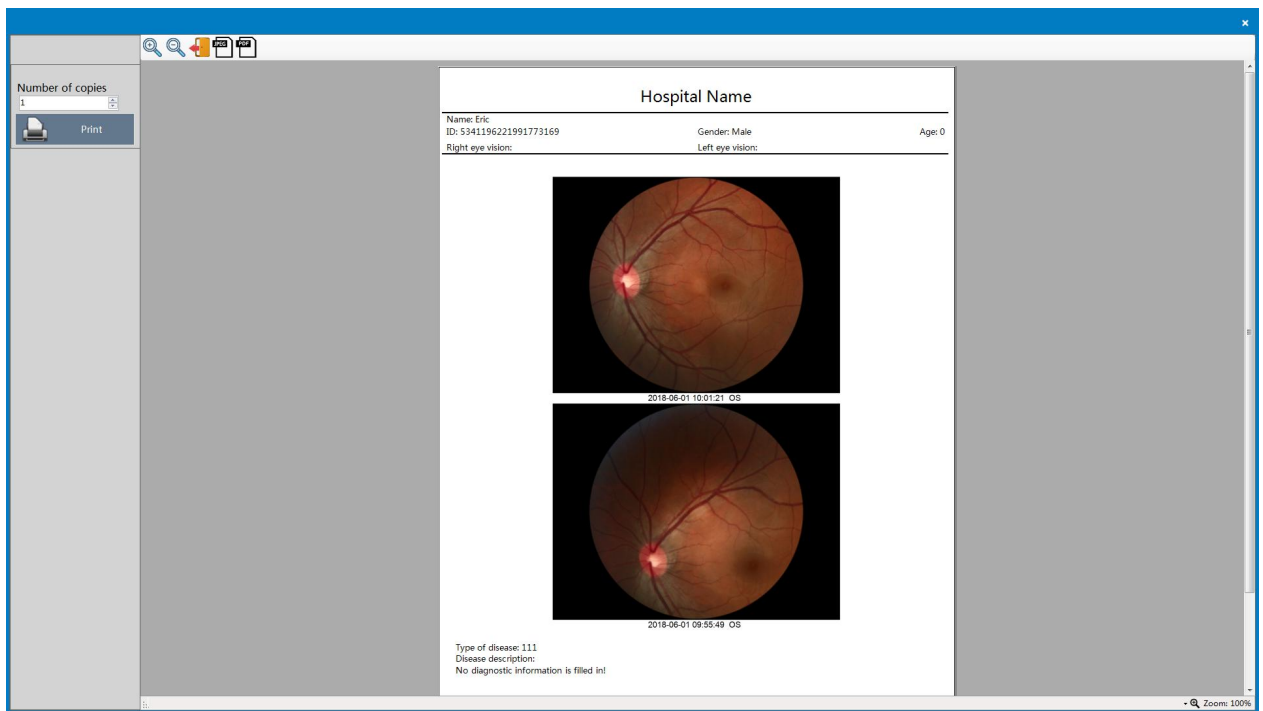 ×
JPEG PDF
Number of copies
1
Print
Hospital Name
Name: Eric
ID: 5341196221991773169 Gender: Male Age: 0
Right eye vision: Left eye vision:
2018-06-01 10:01:21 OS
2018-06-01 09:55:49 OS
Type of disease: 111
Disease description:
No diagnostic information is filled in!
Zoom: 100%